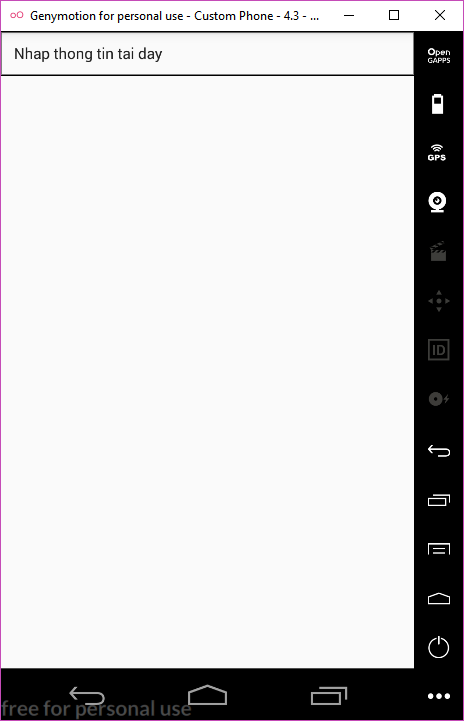 Genymotion for personal use - Custom Phone - 4.3 - ...
Nhap thong tin tai day
Open
GAPPS
GPS
ID
free for personal use